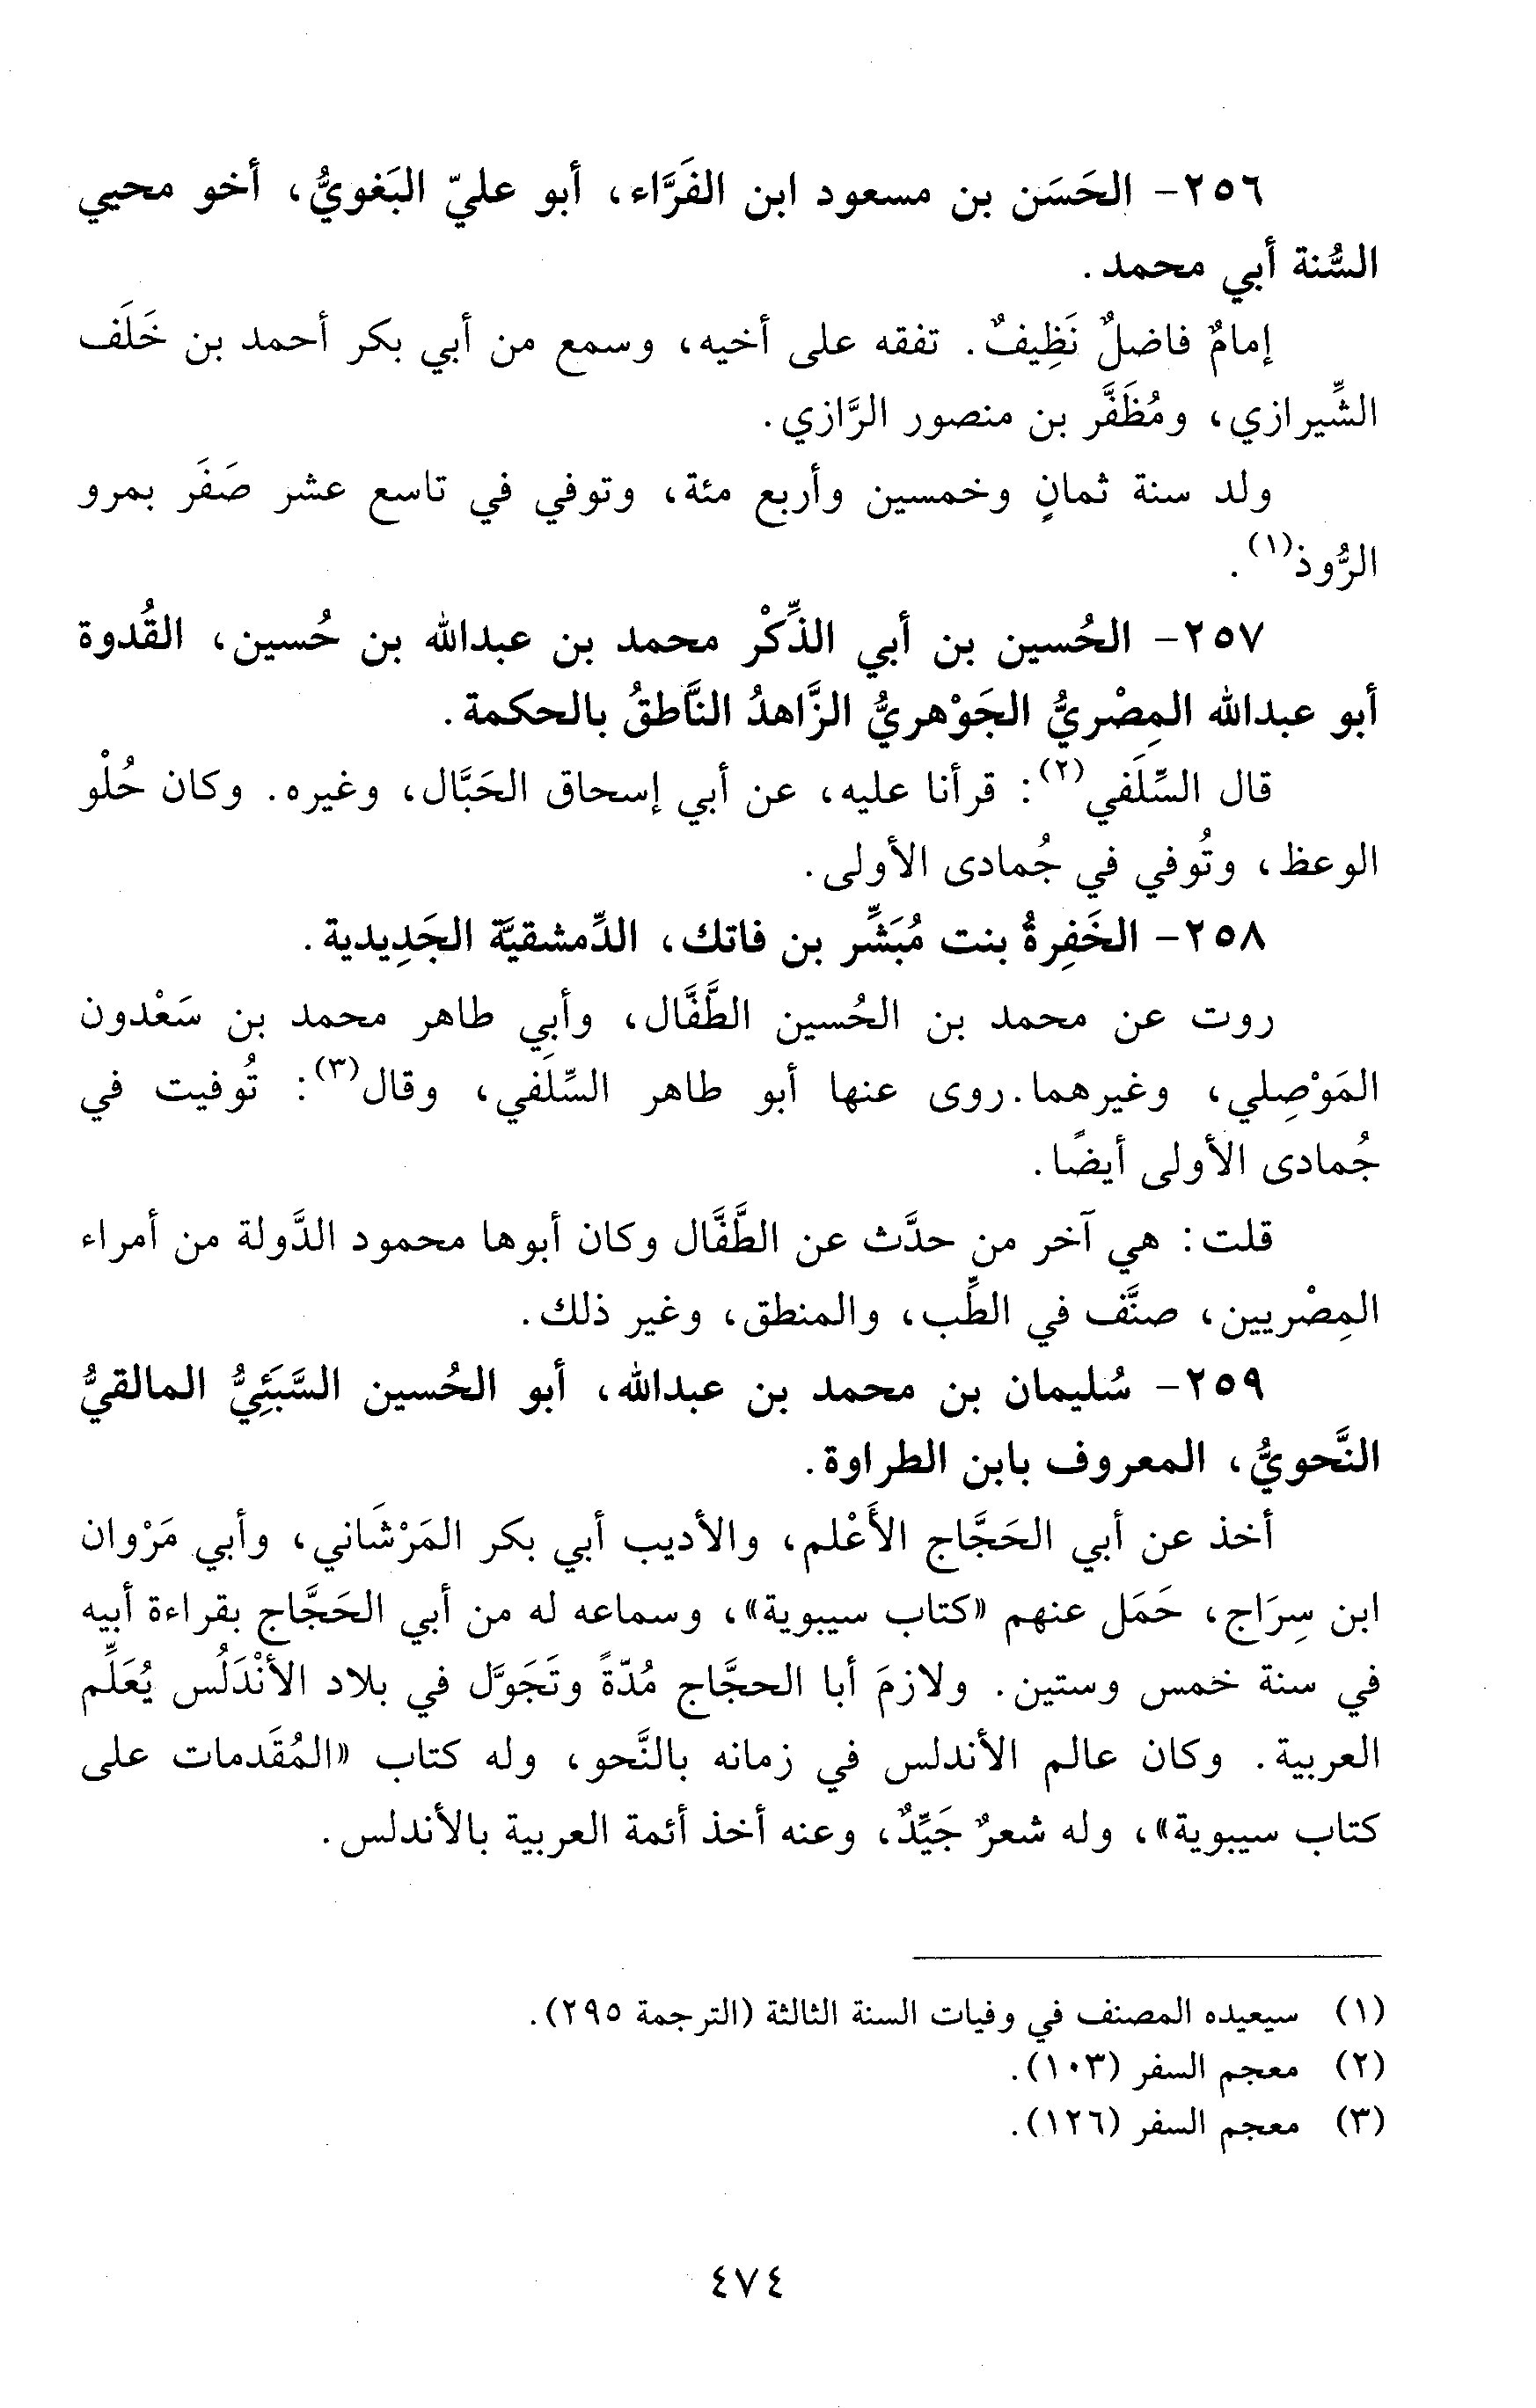 ٢٥٦- الحَسَن بن مسعود ابن الفَرَّاء، أبو عليّ البَغويُّ، أخو محيي
السُّنة أبي محمد.
إمامٌ فاضلٌ نَظِيفٌ. تفقه على أخيه، وسمع من أبي بكر أحمد بن خَلَف
الشِّيرازي، ومُظَفَّر بن منصور الرَّازي.
ولد سنة ثمانٍ وخمسين وأربع مئة، وتوفي في تاسع عشر صَفَر بمرو
الرُّوذ(١).
٢٥٧- الحُسين بن أبي الذِّكْر محمد بن عبدالله بن حُسين، القُدوة
أبو عبدالله المِصْريُّ الجَوْهريُّ الزَّاهدُ النَّاطقُ بالحكمة.
قال السِّلَفي(٢): قرأنا عليه، عن أبي إسحاق الحَبَّال، وغيره. وكان حُلْو
الوعظ، وتُوفي في جُمادى الأولى.
٢٥٨- الخَفِرةُ بنت مُبَشِّر بن فاتك، الدِّمشقيَّة الجَدِيدية.
روت عن محمد بن الحُسين الطَّفَّال، وأبي طاهر محمد بن سَعْدون
المَوْصِلي، وغيرهما. روى عنها أبو طاهر السِّلَفي، وقال(٣): تُوفيت في
جُمادى الأولى أيضًا.
قلت: هي آخر من حدَّث عن الطَّفَّال وكان أبوها محمود الدَّولة من أمراء
المِصْريين، صنَّف في الطِّب، والمنطق، وغير ذلك.
٢٥٩- سُليمان بن محمد بن عبدالله، أبو الحُسين السَّبَئِيُّ المالقيُّ
النَّحويُّ، المعروف بابن الطراوة.
أخذ عن أبي الحَجَّاج الأَعْلم، والأديب أبي بكر المَرْشَاني، وأبي مَرْوان
ابن سِرَاج، حَمَل عنهم «كتاب سيبوية»، وسماعه له من أبي الحَجَّاج بقراءة أبيه
في سنة خمس وستين. ولازمَ أبا الحجَّاج مُدّةً وتَجَوَّل في بلاد الأنْدَلُس يُعَلِّم
العربية. وكان عالم الأندلس في زمانه بالنَّحو، وله كتاب «المُقَدمات على
كتاب سيبوية»، وله شعرٌ جَيِّدٌ، وعنه أخذ أئمة العربية بالأندلس.
(١) سيعيده المصنف في وفيات السنة الثالثة (الترجمة ٢٩٥).
(٢) معجم السفر (١٠٣).
(٣) معجم السفر (١٢٦).
٤٧٤